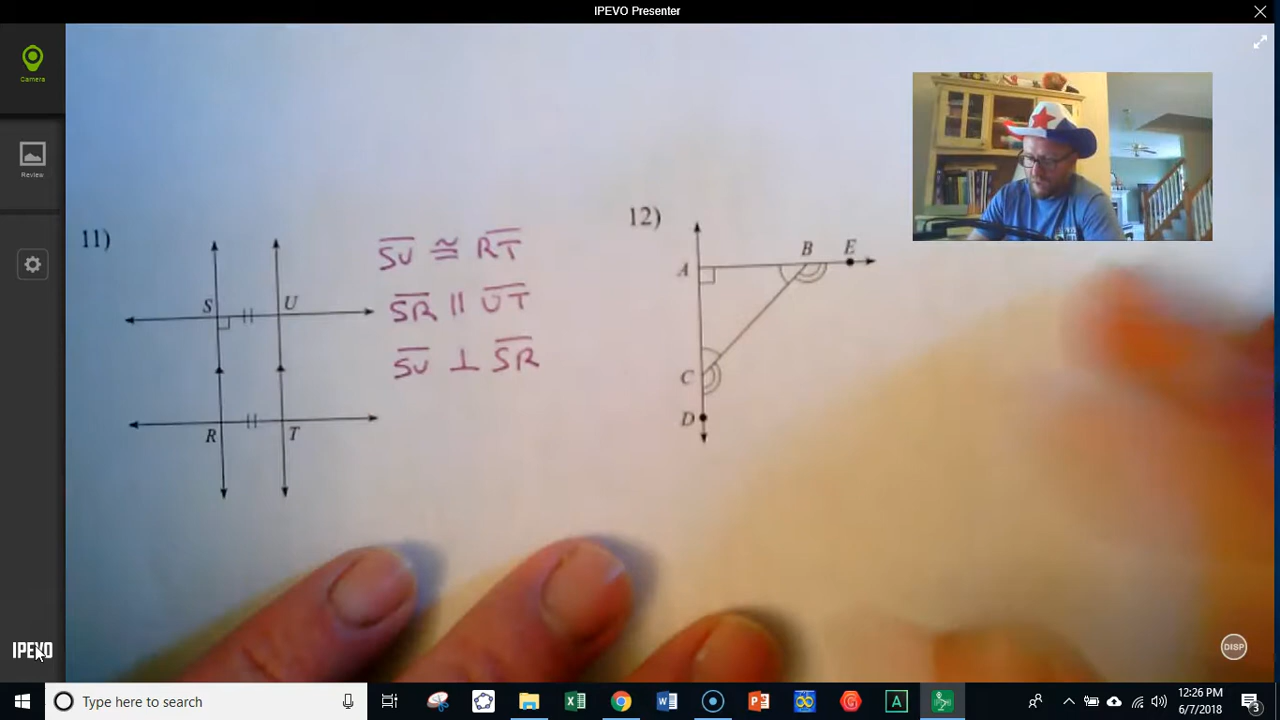 IPEVO Presenter
Camera
Review
11)
S
U
R
T
SU ≅ RT
SR || UT
SU ⊥ SR
12)
A
B
E
C
D
IPEVO
DISP
Type here to search
12:26 PM
6/7/2018
3